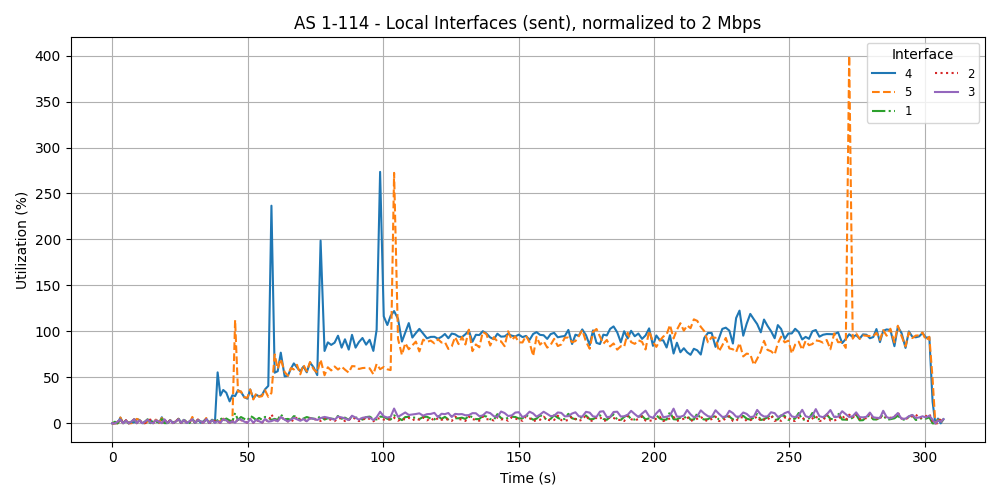 AS 1-114 - Local Interfaces (sent), normalized to 2 Mbps
Utilization (%)
400
350
300
250
200
150
100
50
0
0 50 100 150 200 250 300
Time (s)
Interface
4 2
5 3
1